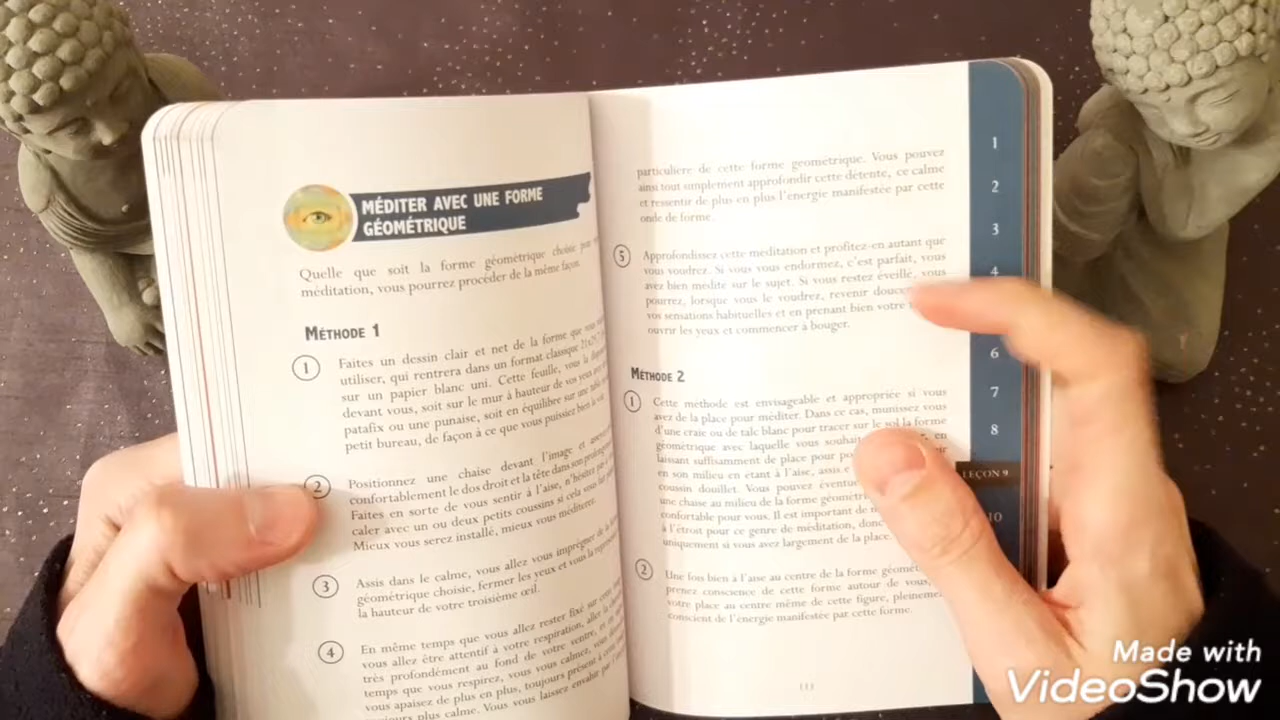 MÉDITER AVEC UNE FORME
GÉOMÉTRIQUE
Quelle que soit la forme géométrique choisie
méditation, vous pourrez procéder de la même façon.
MÉTHODE 1
1 Faites un dessin clair et net de la forme que
utiliser, qui rentrera dans un format classique
sur un papier blanc uni. Cette feuille, vous la
devant vous, soit sur le mur à hauteur de vos yeux
patafix ou une punaise, soit en équilibre sur une table
petit bureau, de façon à ce que vous puissiez bien la voir.
2 Positionnez une chaise devant l'image et
confortablement le dos droit et la tête dans son
Faites en sorte de vous sentir à l'aise, n'hésitez pas à
caler avec un ou deux petits coussins si cela vous
Mieux vous serez installé, mieux vous méditerez.
3 Assis dans le calme, vous allez vous imprégner de la
géométrique choisie, fermer les yeux et vous la
la hauteur de votre troisième œil.
4 En même temps que vous allez rester fixé sur cette
vous allez être attentif à votre respiration, aller la
très profondément au fond de votre ventre, et
temps que vous respirez, vous vous calmez, vous
vous apaisez de plus en plus, toujours présent à
toujours plus calme. Vous vous laissez envahir par
particulière de cette forme geometrique. Vous pouvez
ainsi tout simplement approfondir cette détente, ce calme
et ressentir de plus en plus l'energie manifestée par cette
onde de forme.
5 Approfondissez cette meditation et profitez-en autant que
vous voudrez. Si vous vous endormez, c'est parfait, vous
avez bien médité sur le sujet. Si vous restez éveillé, vous
pourrez, lorsque vous le voudrez, revenir
vos sensations habituelles et en prenant bien votre
ouvrir les yeux et commencer à bouger.
MÉTHODE 2
1 Cette méthode est envisageable et appropriée si vous
avez de la place pour méditer. Dans ce cas, munissez vous
d'une craie ou de talc blanc pour tracer sur le sol la forme
géométrique avec laquelle vous en
laissant suffisamment de place pour
en son milieu en etant à l'aise, assis
coussin douillet. Vous pouvez
une chaise au milieu de la forme
confortable pour vous. Il est important de
à l'étroit pour ce genre de méditation,
uniquement si vous avez largement de la place.
2 Une fois bien à l'aise au centre de la forme
prenez conscience de cette forme autour de vous,
votre place au centre même de cette figure,
conscient de l'énergie manifestée par cette forme.
1
2
3
4
6
7
8
LEÇON 9
10
Made with
VideoShow